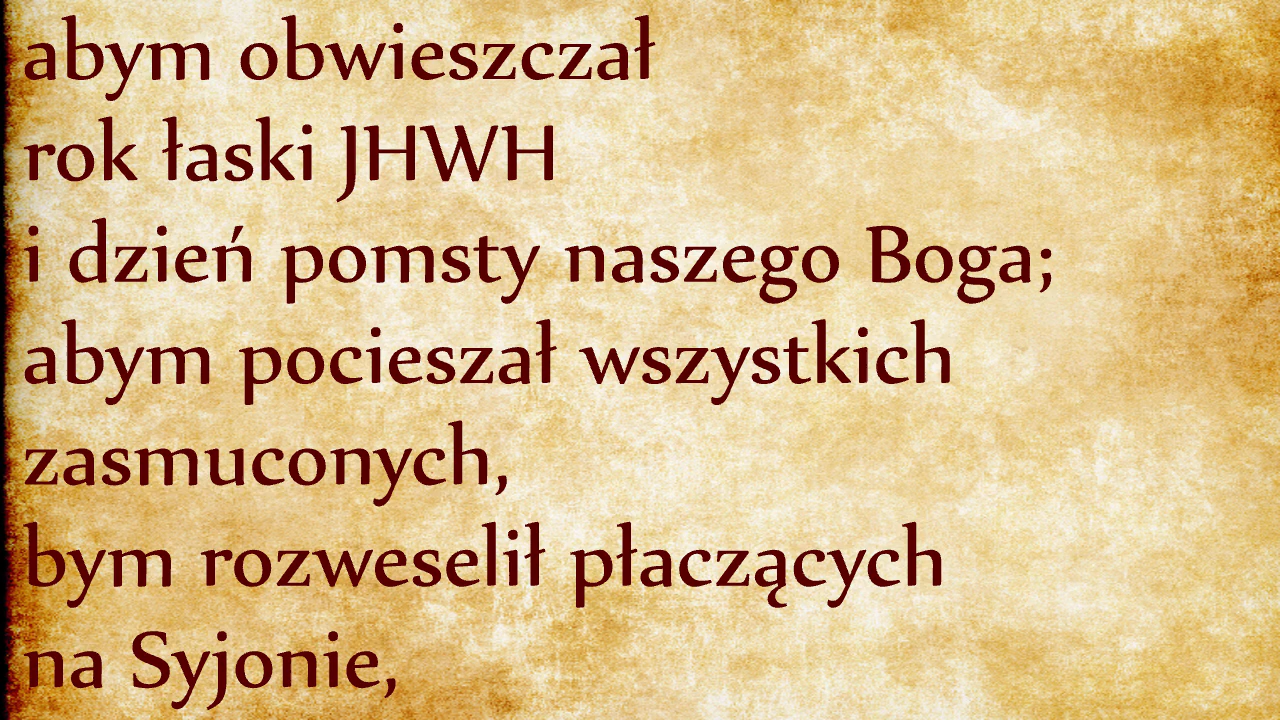 abym obwieszczał
rok łaski JHWH
i dzień pomsty naszego Boga;
abym pocieszał wszystkich
zasmuconych,
bym rozweselił płaczących
na Syjonie,